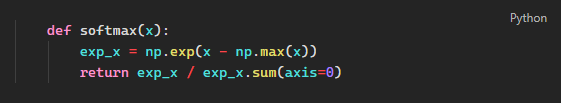 Python
def softmax(x):
    exp_x = np.exp(x - np.max(x))
    return exp_x / exp_x.sum(axis=0)